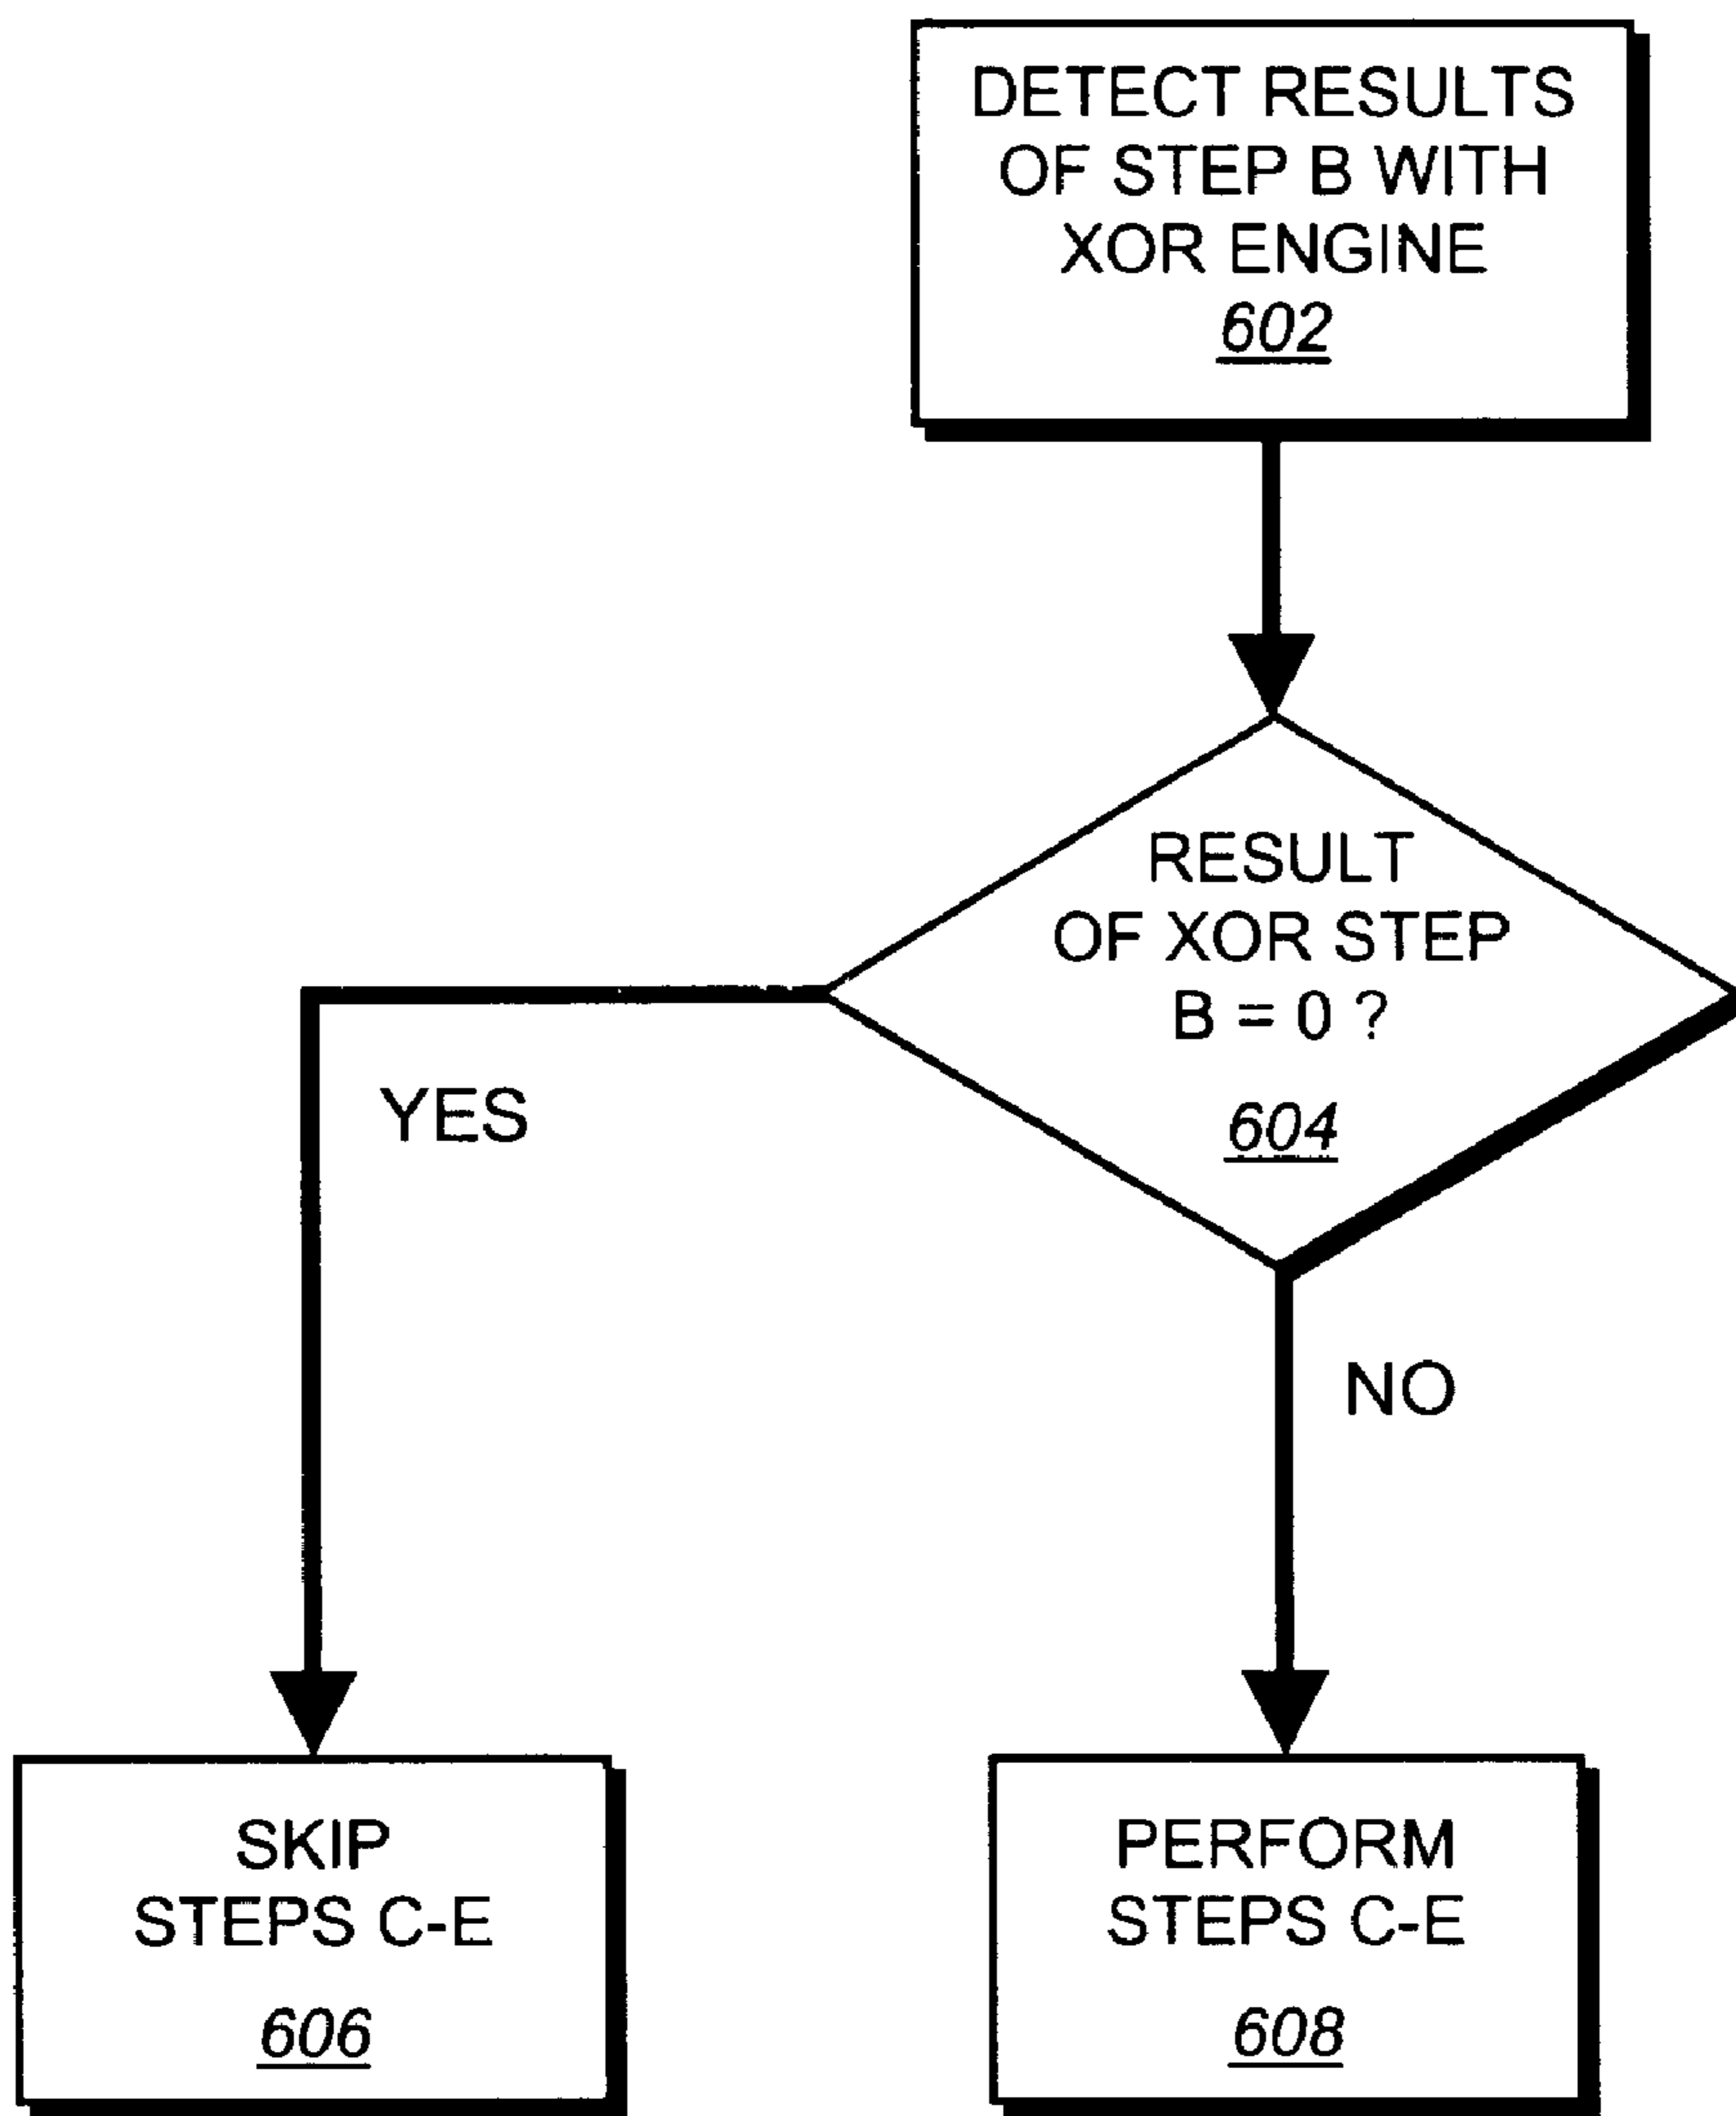 DETECT RESULTS
OF STEP B WITH
XOR ENGINE
602
RESULT
OF XOR STEP
B = 0 ?
604
YES
NO
SKIP
STEPS C-E
606
PERFORM
STEPS C-E
608